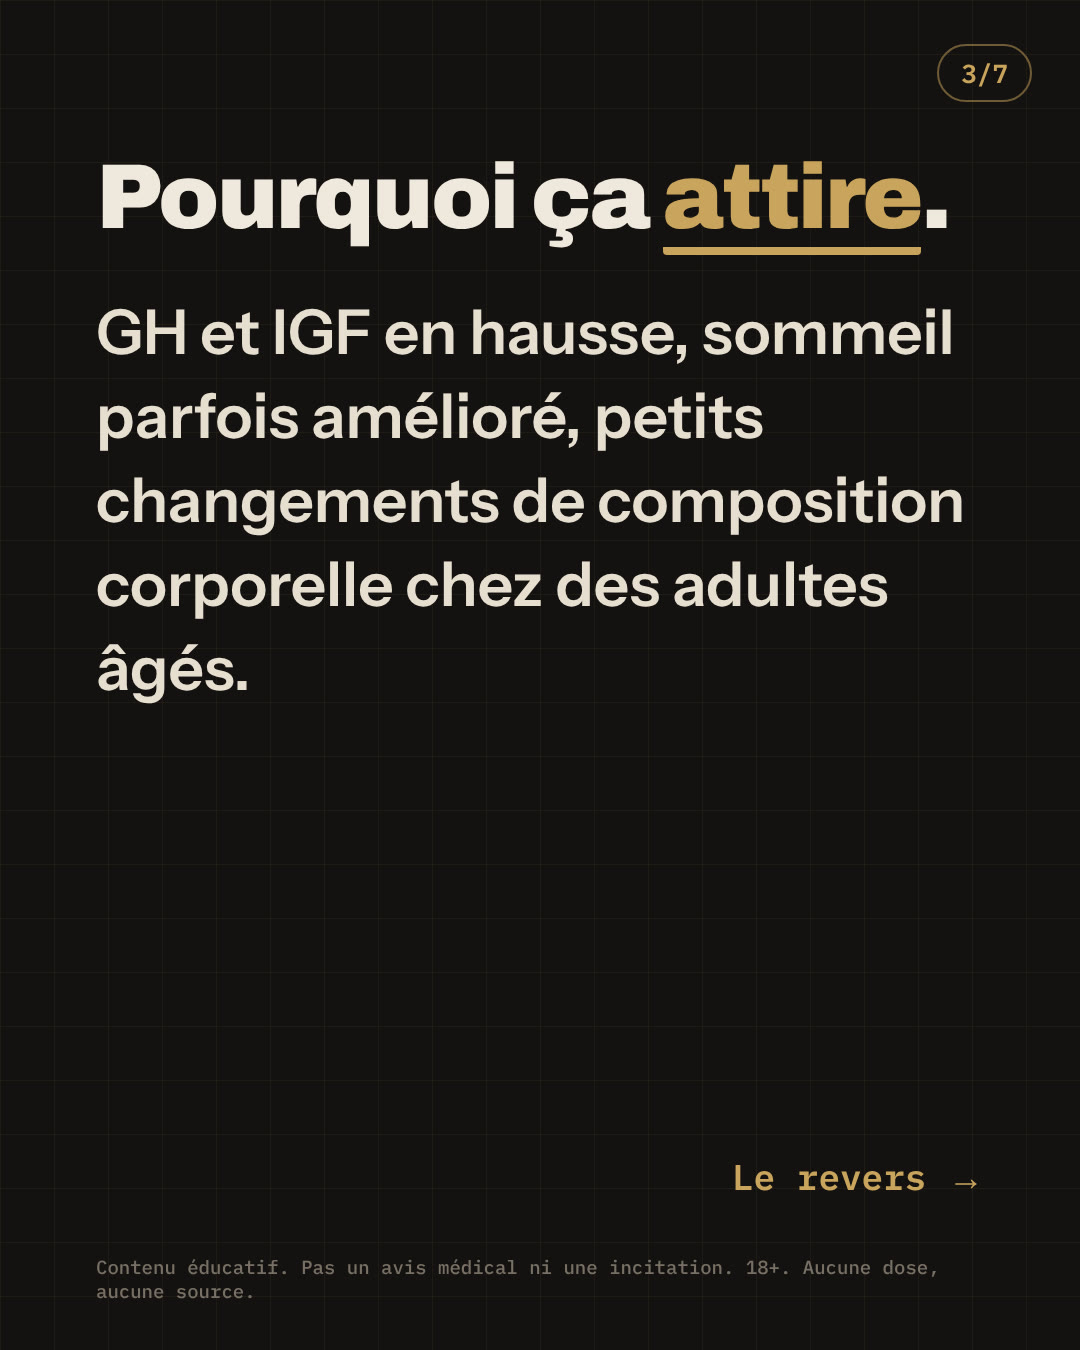 3/7
Pourquoi ça attire.
GH et IGF en hausse, sommeil
parfois amélioré, petits
changements de composition
corporelle chez des adultes
âgés.
Le revers →
Contenu éducatif. Pas un avis médical ni une incitation. 18+. Aucune dose,
aucune source.